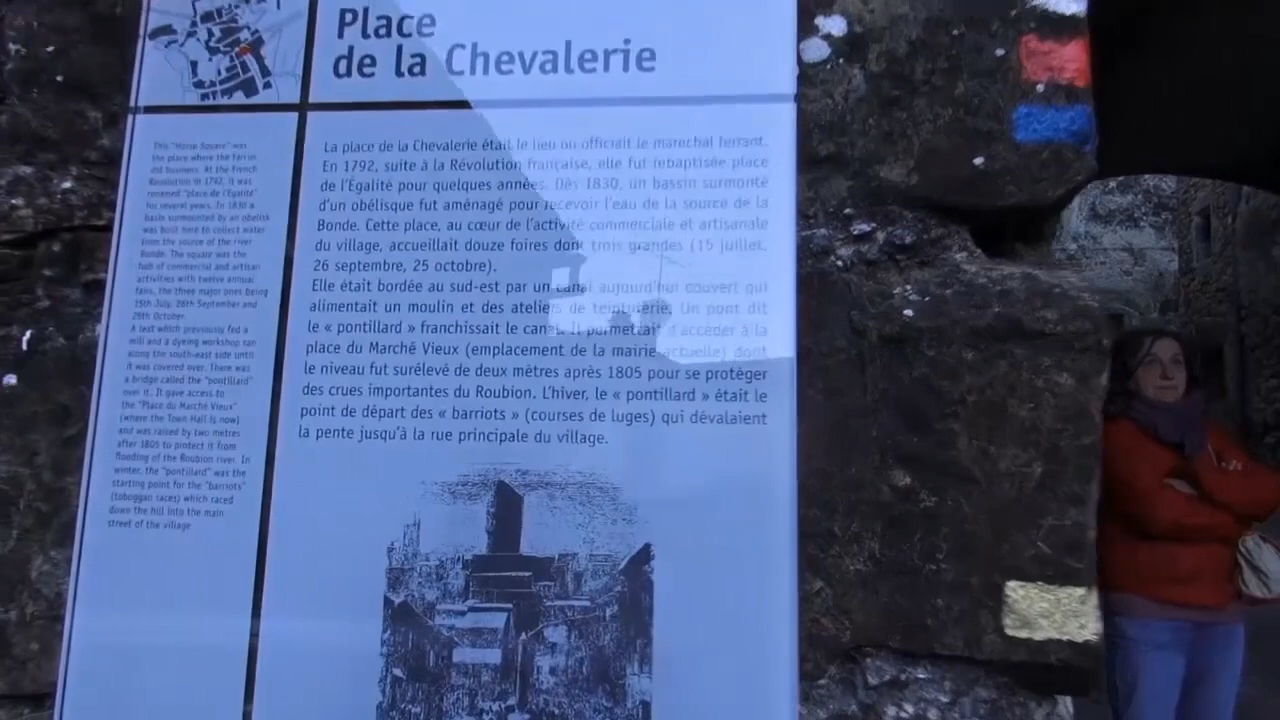 Place
de la Chevalerie
This "Horse Square" was
the place where the farrier
did business. At the French
Revolution in 1792, it was
renamed "place de l'Egalité"
for several years. In 1830 a
basin surmounted by an obelisk
was built here to collect water
from the source of the river
Bonde. The square was the
hub of commercial and artisan
activities with twelve annual
fairs, the three major ones being
15th July, 26th September and
25th October.
A leat which previously fed a
mill and a dyeing workshop ran
along the south-east side until
it was covered over. There was
a bridge called the "pontillard"
over it. It gave access to
the "Place du Marché Vieux"
(where the Town Hall is now)
and was raised by two metres
after 1805 to protect it from
flooding of the Roubion river. In
winter, the "pontillard" was the
starting point for the "barriots"
(toboggan races) which raced
down the hill into the main
street of the village
La place de la Chevalerie était le lieu où officiait le maréchal ferrant.
En 1792, suite à la Révolution française, elle fut rebaptisée place
de l'Égalité pour quelques années. Dès 1830, un bassin surmonté
d'un obélisque fut aménagé pour recevoir l'eau de la source de la
Bonde. Cette place, au cœur de l'activité commerciale et artisanale
du village, accueillait douze foires dont trois grandes (15 juillet,
26 septembre, 25 octobre).
Elle était bordée au sud-est par un canal aujourd'hui couvert qui
alimentait un moulin et des ateliers de teinturerie. Un pont dit
le « pontillard » franchissait le canal. Il permettait d'accéder à la
place du Marché Vieux (emplacement de la mairie actuelle) dont
le niveau fut surélevé de deux mètres après 1805 pour se protéger
des crues importantes du Roubion. L'hiver, le « pontillard » était le
point de départ des « barriots » (courses de luges) qui dévalaient
la pente jusqu'à la rue principale du village.